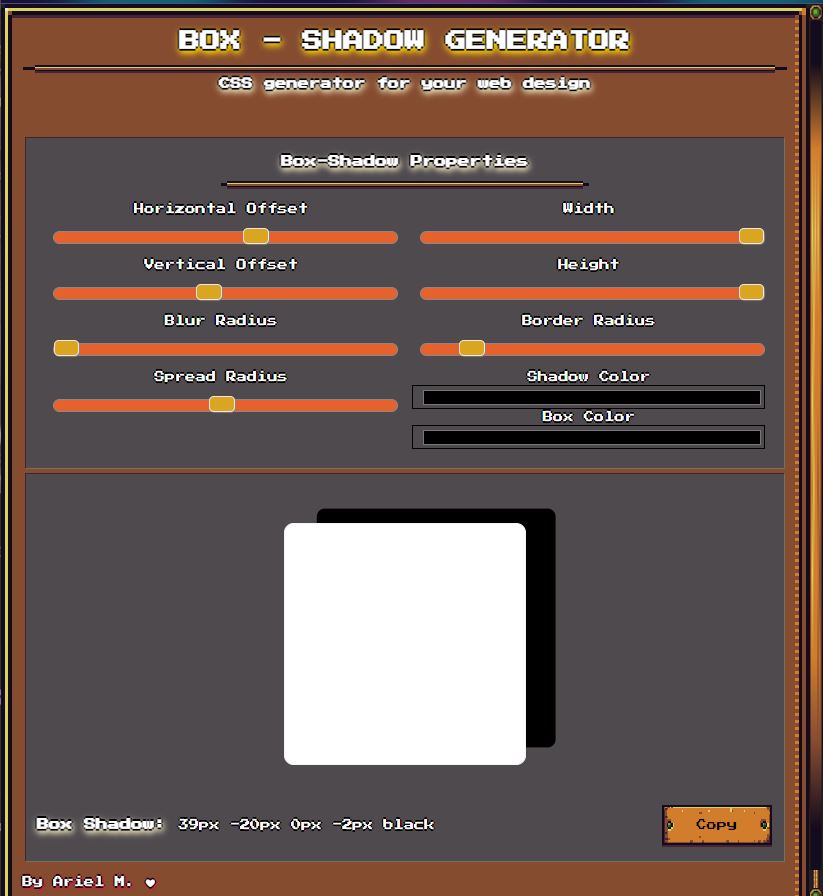 BOX - SHADOW GENERATOR
CSS generator for your web design
Box-Shadow Properties
Horizontal Offset
Width
Vertical Offset
Height
Blur Radius
Border Radius
Spread Radius
Shadow Color
Box Color
Box Shadow: 39px -20px 0px -2px black
Copy
By Ariel M. ♥